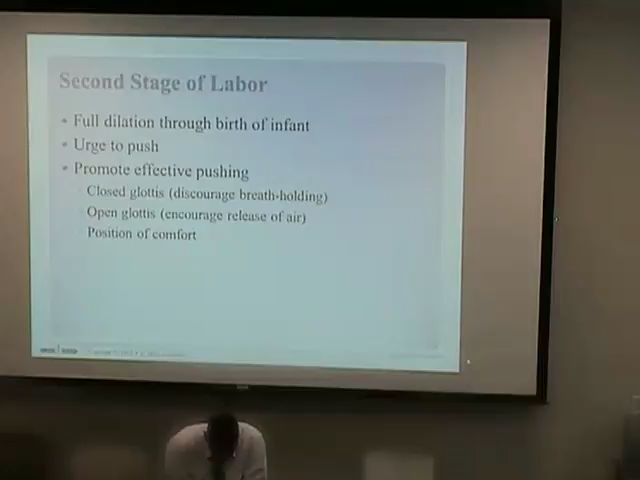 Second Stage of Labor
Full dilation through birth of infant
Urge to push
Promote effective pushing
Closed glottis (discourage breath-holding)
Open glottis (encourage release of air)
Position of comfort